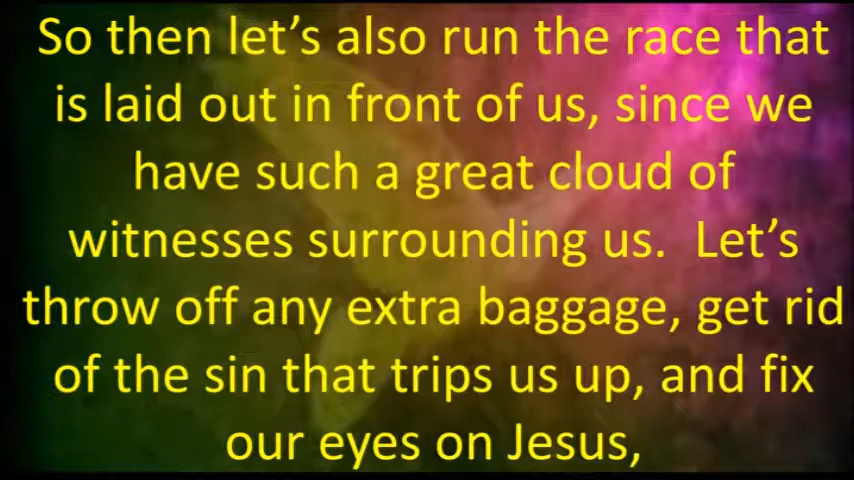 So then let’s also run the race that
is laid out in front of us, since we
have such a great cloud of
witnesses surrounding us.  Let’s
throw off any extra baggage, get rid
of the sin that trips us up, and fix
our eyes on Jesus,